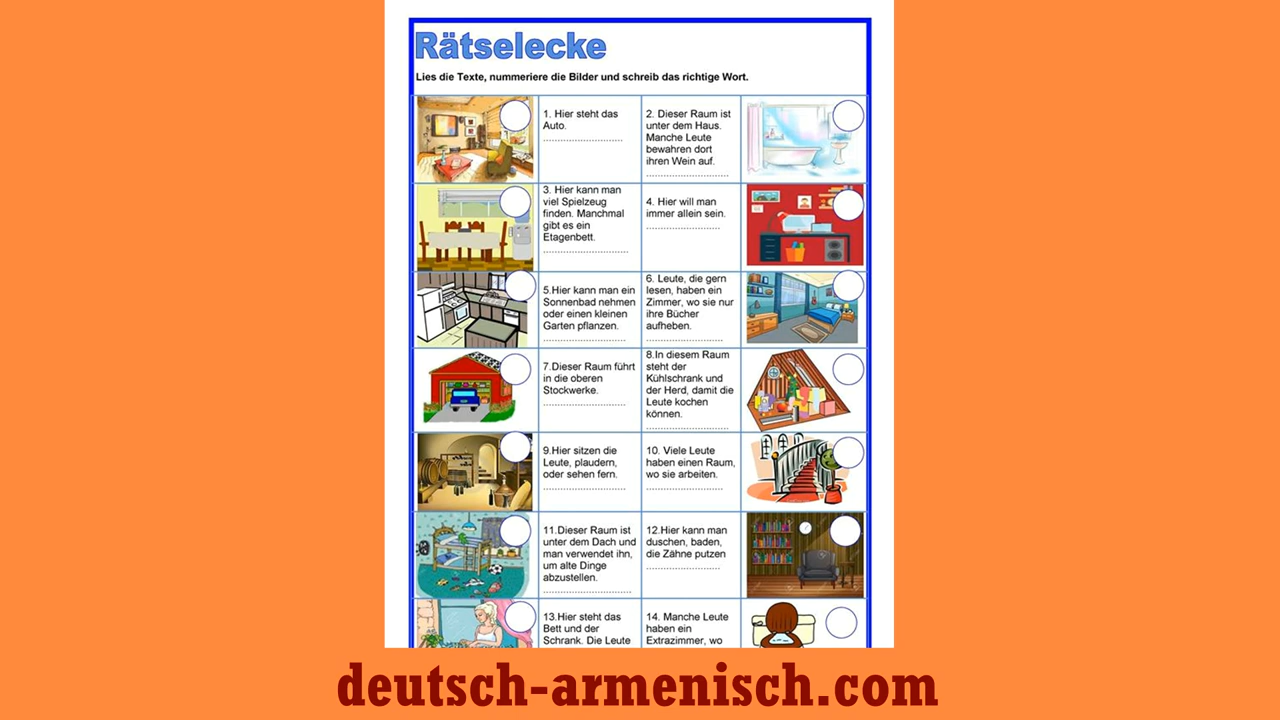 Rätselecke
Lies die Texte, nummeriere die Bilder und schreib das richtige Wort.
1. Hier steht das
Auto.
2. Dieser Raum ist
unter dem Haus.
Manche Leute
bewahren dort
ihren Wein auf.
3. Hier kann man
viel Spielzeug
finden. Manchmal
gibt es ein
Etagenbett.
4. Hier will man
immer allein sein.
5.Hier kann man ein
Sonnenbad nehmen
oder einen kleinen
Garten pflanzen.
6. Leute, die gern
lesen, haben ein
Zimmer, wo sie nur
ihre Bücher
aufheben.
7.Dieser Raum führt
in die oberen
Stockwerke.
8.In diesem Raum
steht der
Kühlschrank und
der Herd, damit die
Leute kochen
können.
9.Hier sitzen die
Leute, plaudern,
oder sehen fern.
10. Viele Leute
haben einen Raum,
wo sie arbeiten.
11.Dieser Raum ist
unter dem Dach und
man verwendet ihn,
um alte Dinge
abzustellen.
12.Hier kann man
duschen, baden,
die Zähne putzen
13.Hier steht das
Bett und der
Schrank. Die Leute
14. Manche Leute
haben ein
Extrazimmer, wo
deutsch-armenisch.com